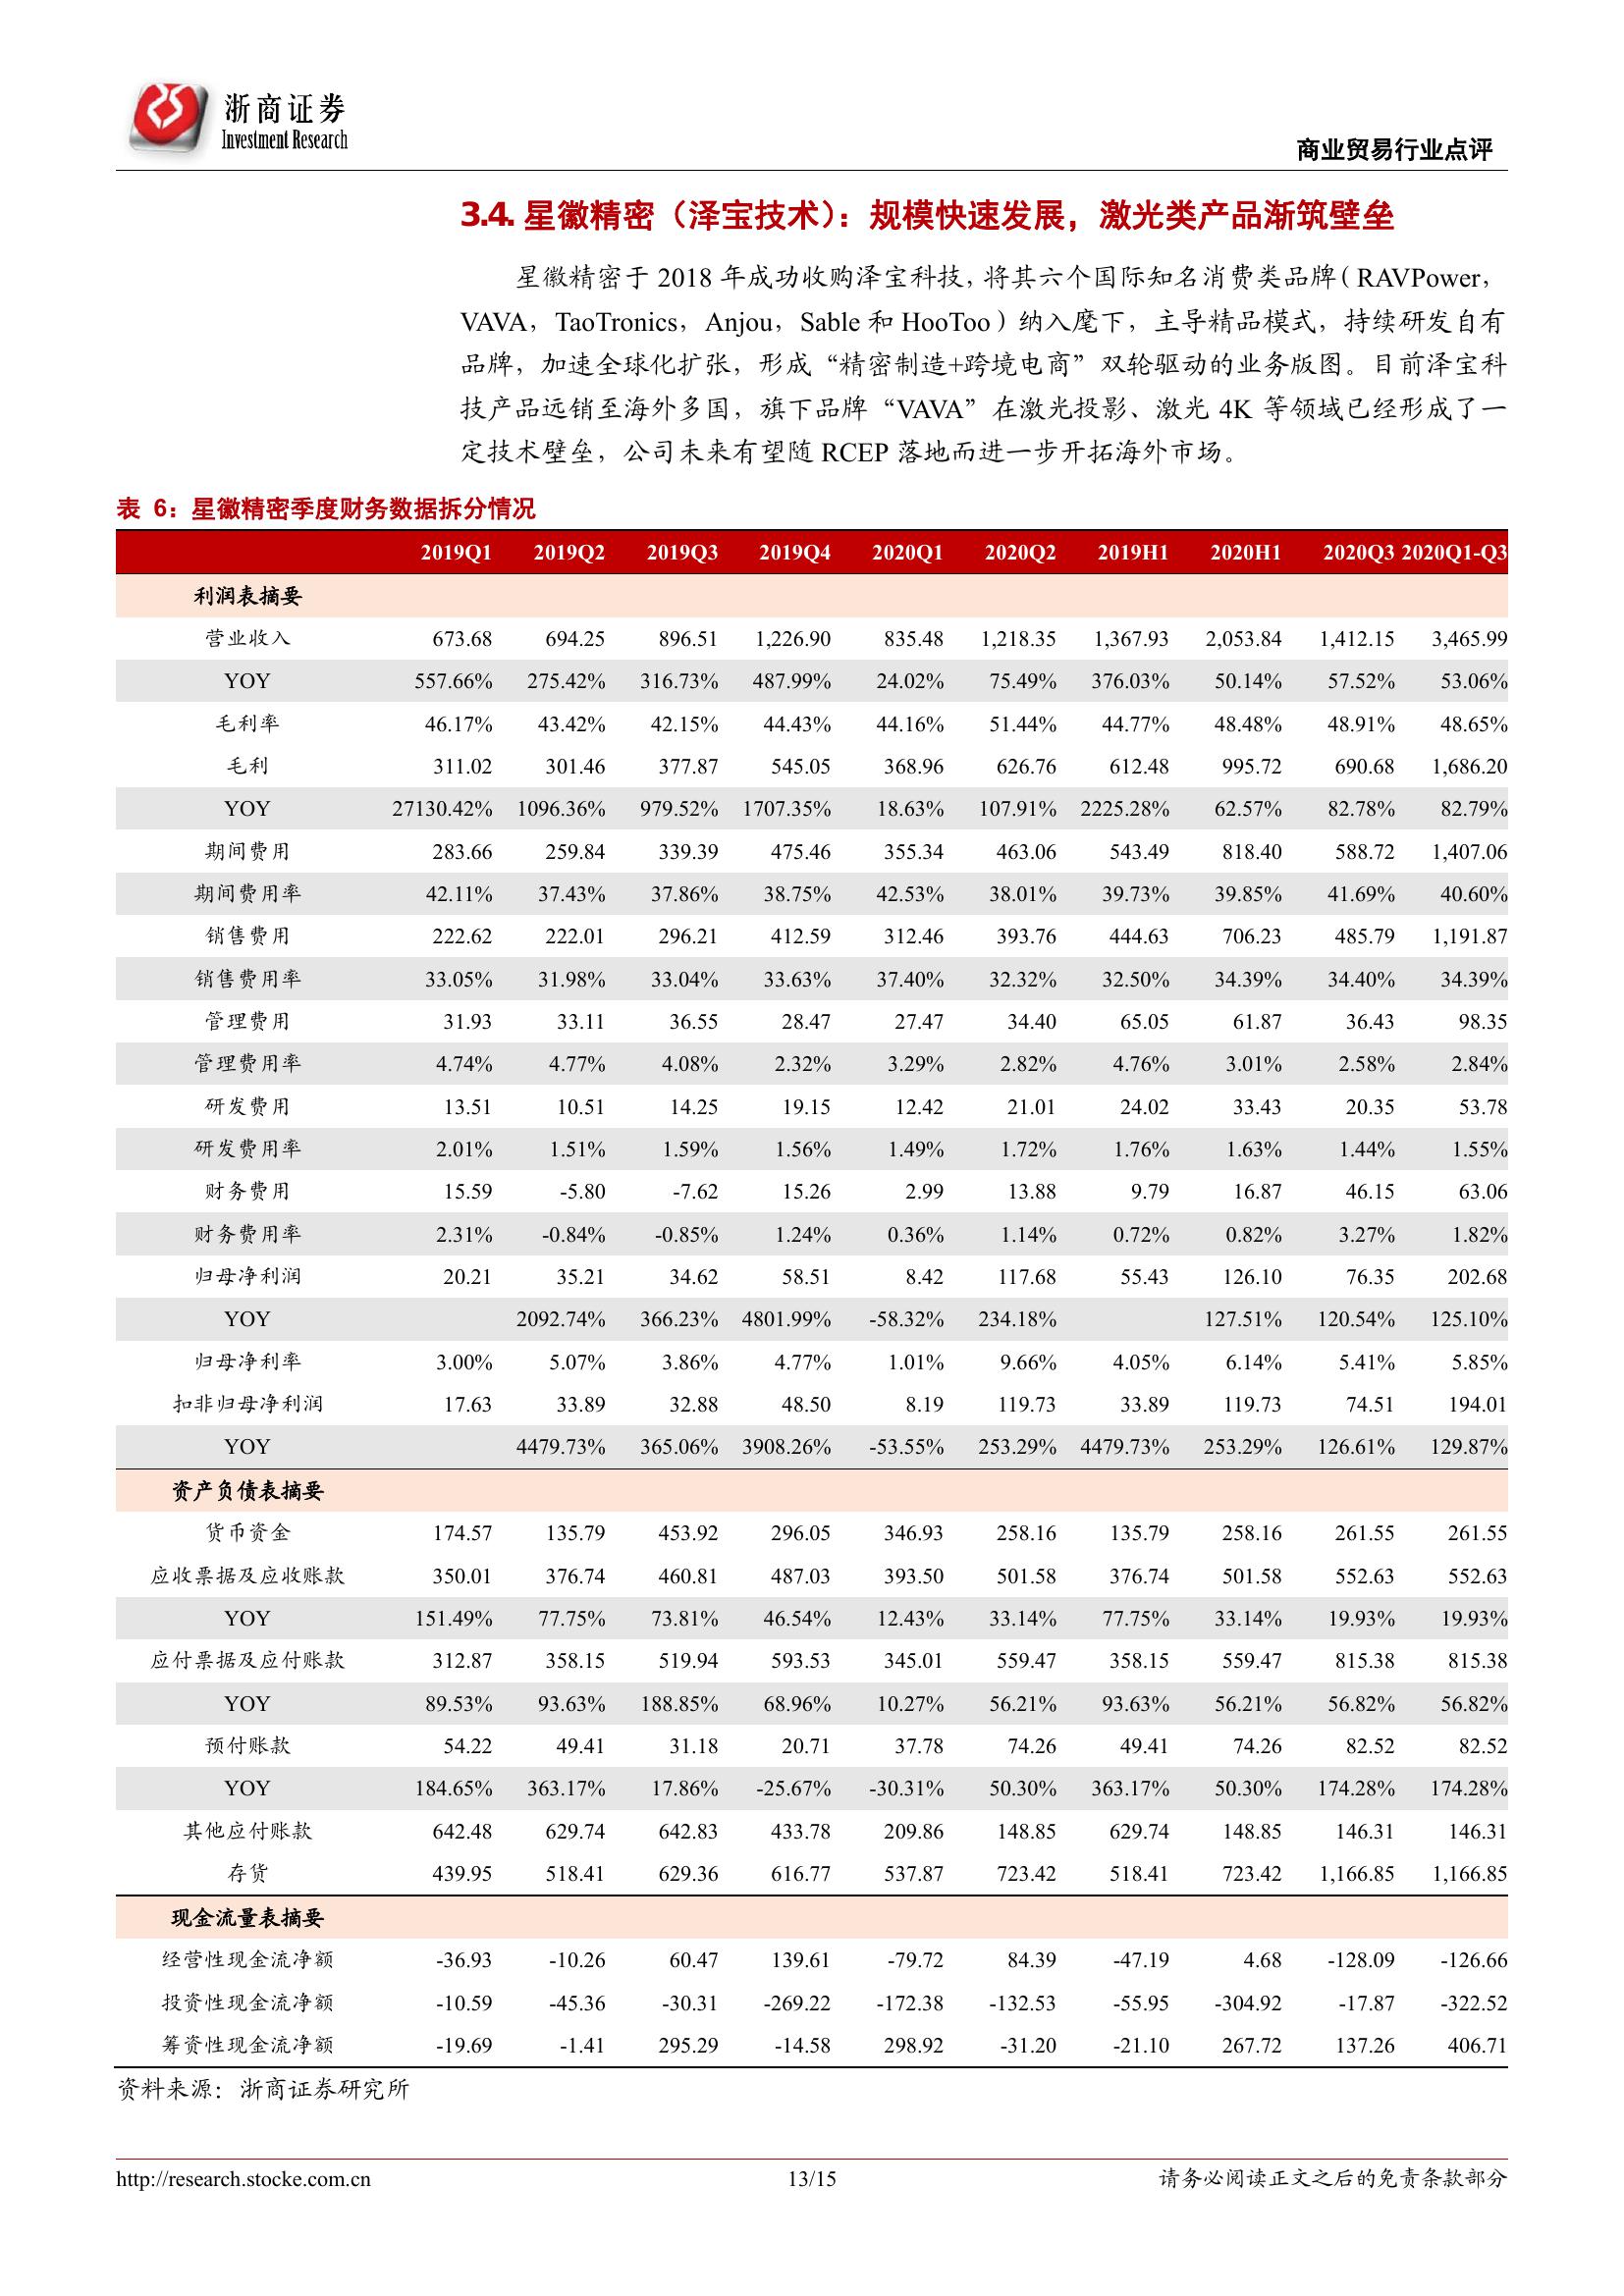 浙商证券
Investment Research
商业贸易行业点评
3.4. 星徽精密（泽宝技术）：规模快速发展，激光类产品渐筑壁垒
星徽精密于 2018 年成功收购泽宝科技，将其六个国际知名消费类品牌（RAVPower，
VAVA，TaoTronics，Anjou，Sable 和 HooToo）纳入麾下，主导精品模式，持续研发自有
品牌，加速全球化扩张，形成“精密制造+跨境电商”双轮驱动的业务版图。目前泽宝科
技产品远销至海外多国，旗下品牌“VAVA”在激光投影、激光 4K 等领域已经形成了一
定技术壁垒，公司未来有望随 RCEP 落地而进一步开拓海外市场。
表 6：星徽精密季度财务数据拆分情况
2019Q1 2019Q2 2019Q3 2019Q4 2020Q1 2020Q2 2019H1 2020H1 2020Q3 2020Q1-Q3
利润表摘要
营业收入 673.68 694.25 896.51 1,226.90 835.48 1,218.35 1,367.93 2,053.84 1,412.15 3,465.99
YOY 557.66% 275.42% 316.73% 487.99% 24.02% 75.49% 376.03% 50.14% 57.52% 53.06%
毛利率 46.17% 43.42% 42.15% 44.43% 44.16% 51.44% 44.77% 48.48% 48.91% 48.65%
毛利 311.02 301.46 377.87 545.05 368.96 626.76 612.48 995.72 690.68 1,686.20
YOY 27130.42% 1096.36% 979.52% 1707.35% 18.63% 107.91% 2225.28% 62.57% 82.78% 82.79%
期间费用 283.66 259.84 339.39 475.46 355.34 463.06 543.49 818.40 588.72 1,407.06
期间费用率 42.11% 37.43% 37.86% 38.75% 42.53% 38.01% 39.73% 39.85% 41.69% 40.60%
销售费用 222.62 222.01 296.21 412.59 312.46 393.76 444.63 706.23 485.79 1,191.87
销售费用率 33.05% 31.98% 33.04% 33.63% 37.40% 32.32% 32.50% 34.39% 34.40% 34.39%
管理费用 31.93 33.11 36.55 28.47 27.47 34.40 65.05 61.87 36.43 98.35
管理费用率 4.74% 4.77% 4.08% 2.32% 3.29% 2.82% 4.76% 3.01% 2.58% 2.84%
研发费用 13.51 10.51 14.25 19.15 12.42 21.01 24.02 33.43 20.35 53.78
研发费用率 2.01% 1.51% 1.59% 1.56% 1.49% 1.72% 1.76% 1.63% 1.44% 1.55%
财务费用 15.59 -5.80 -7.62 15.26 2.99 13.88 9.79 16.87 46.15 63.06
财务费用率 2.31% -0.84% -0.85% 1.24% 0.36% 1.14% 0.72% 0.82% 3.27% 1.82%
归母净利润 20.21 35.21 34.62 58.51 8.42 117.68 55.43 126.10 76.35 202.68
YOY 2092.74% 366.23% 4801.99% -58.32% 234.18% 127.51% 120.54% 125.10%
归母净利率 3.00% 5.07% 3.86% 4.77% 1.01% 9.66% 4.05% 6.14% 5.41% 5.85%
扣非归母净利润 17.63 33.89 32.88 48.50 8.19 119.73 33.89 119.73 74.51 194.01
YOY 4479.73% 365.06% 3908.26% -53.55% 253.29% 4479.73% 253.29% 126.61% 129.87%
资产负债表摘要
货币资金 174.57 135.79 453.92 296.05 346.93 258.16 135.79 258.16 261.55 261.55
应收票据及应收账款 350.01 376.74 460.81 487.03 393.50 501.58 376.74 501.58 552.63 552.63
YOY 151.49% 77.75% 73.81% 46.54% 12.43% 33.14% 77.75% 33.14% 19.93% 19.93%
应付票据及应付账款 312.87 358.15 519.94 593.53 345.01 559.47 358.15 559.47 815.38 815.38
YOY 89.53% 93.63% 188.85% 68.96% 10.27% 56.21% 93.63% 56.21% 56.82% 56.82%
预付账款 54.22 49.41 31.18 20.71 37.78 74.26 49.41 74.26 82.52 82.52
YOY 184.65% 363.17% 17.86% -25.67% -30.31% 50.30% 363.17% 50.30% 174.28% 174.28%
其他应付账款 642.48 629.74 642.83 433.78 209.86 148.85 629.74 148.85 146.31 146.31
存货 439.95 518.41 629.36 616.77 537.87 723.42 518.41 723.42 1,166.85 1,166.85
现金流量表摘要
经营性现金流净额 -36.93 -10.26 60.47 139.61 -79.72 84.39 -47.19 4.68 -128.09 -126.66
投资性现金流净额 -10.59 -45.36 -30.31 -269.22 -172.38 -132.53 -55.95 -304.92 -17.87 -322.52
筹资性现金流净额 -19.69 -1.41 295.29 -14.58 298.92 -31.20 -21.10 267.72 137.26 406.71
资料来源：浙商证券研究所
http://research.stocke.com.cn 13/15 请务必阅读正文之后的免责条款部分